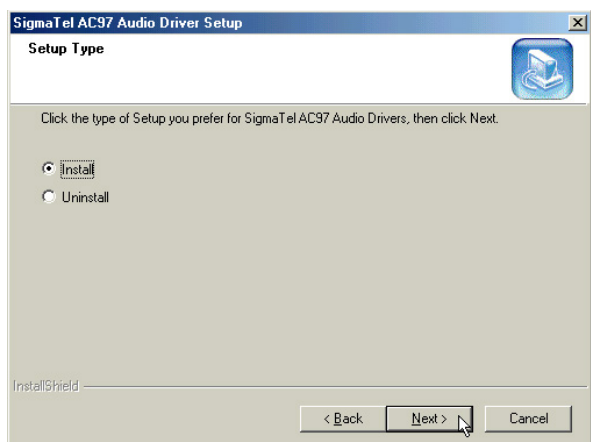 SigmaTel AC97 Audio Driver Setup
Setup Type
Click the type of Setup you prefer for SigmaTel AC97 Audio Drivers, then click Next.
Install
Uninstall
InstallShield
< Back
Next >
Cancel